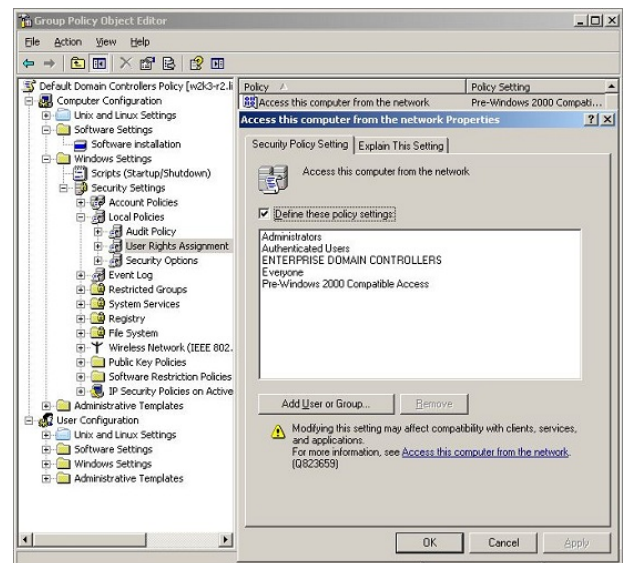 Group Policy Object Editor
File Action View Help
Default Domain Controllers Policy [w2k3-r2.li
Computer Configuration
Unix and Linux Settings
Software Settings
Software installation
Windows Settings
Scripts (Startup/Shutdown)
Security Settings
Account Policies
Local Policies
Audit Policy
User Rights Assignment
Security Options
Event Log
Restricted Groups
System Services
Registry
File System
Wireless Network (IEEE 802.
Public Key Policies
Software Restriction Policies
IP Security Policies on Active
Administrative Templates
User Configuration
Unix and Linux Settings
Software Settings
Windows Settings
Administrative Templates
Policy Policy Setting
Access this computer from the network Pre-Windows 2000 Compati...
Access this computer from the network Properties
Security Policy Setting Explain This Setting
Access this computer from the network
Define these policy settings:
Administrators
Authenticated Users
ENTERPRISE DOMAIN CONTROLLERS
Everyone
Pre-Windows 2000 Compatible Access
Add User or Group... Remove
Modifying this setting may affect compatibility with clients, services,
and applications.
For more information, see Access this computer from the network.
(Q823659)
OK Cancel Apply